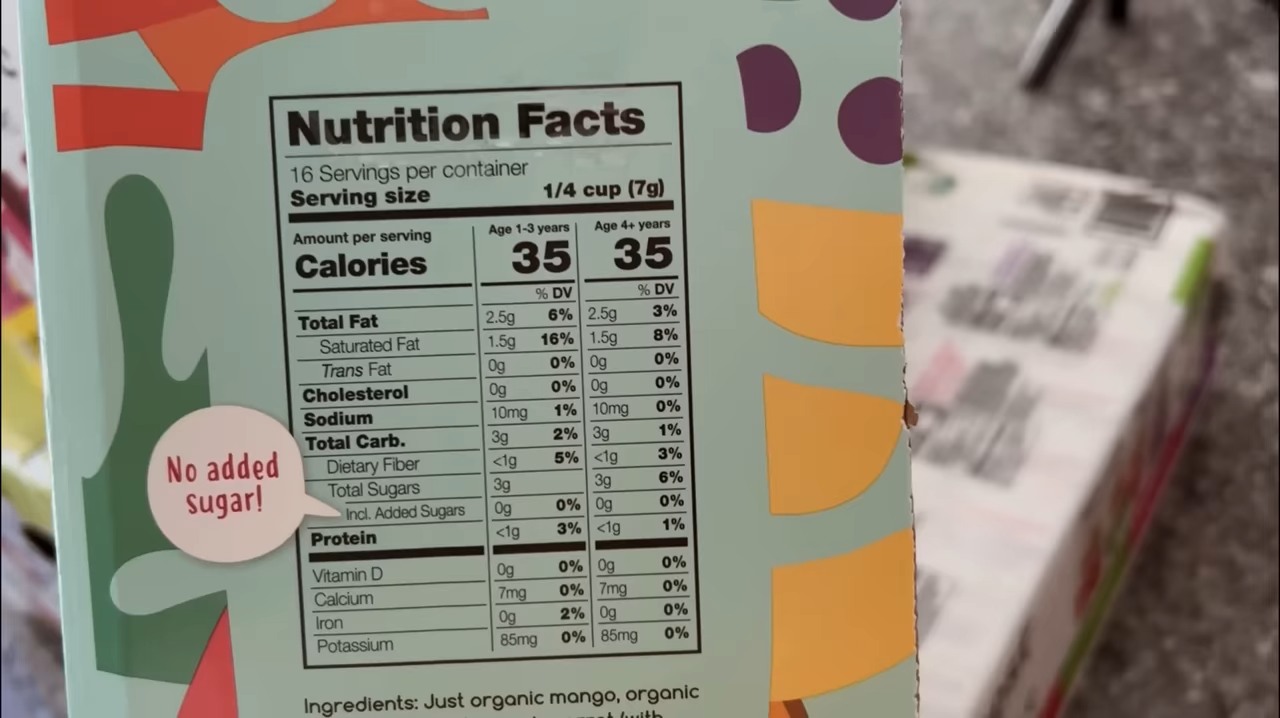 Nutrition Facts
16 Servings per container
Serving size 1/4 cup (7g)
Amount per serving Age 1-3 years Age 4+ years
Calories 35 35
% DV % DV
Total Fat 2.5g 6% 2.5g 3%
Saturated Fat 1.5g 16% 1.5g 8%
Trans Fat 0g 0% 0g 0%
Cholesterol 0g 0% 0g 0%
Sodium 10mg 1% 10mg 0%
Total Carb. 3g 2% 3g 1%
Dietary Fiber <1g 5% <1g 3%
Total Sugars 3g 3g 6%
Incl. Added Sugars 0g 0% 0g 0%
Protein <1g 3% <1g 1%
Vitamin D 0g 0% 0g 0%
Calcium 7mg 0% 7mg 0%
Iron 0g 2% 0g 0%
Potassium 85mg 0% 85mg 0%
No added
sugar!
Ingredients: Just organic mango, organic